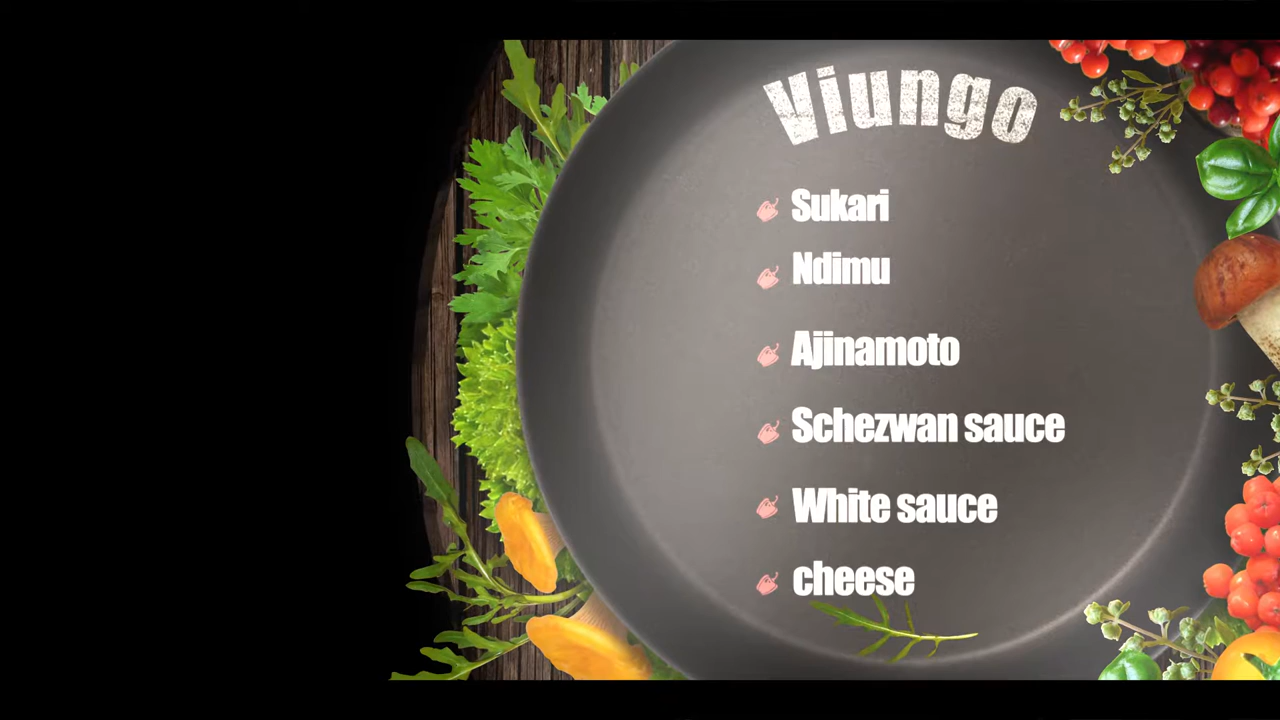 Viungo
Sukari
Ndimu
Ajinamoto
Schezwan sauce
White sauce
cheese